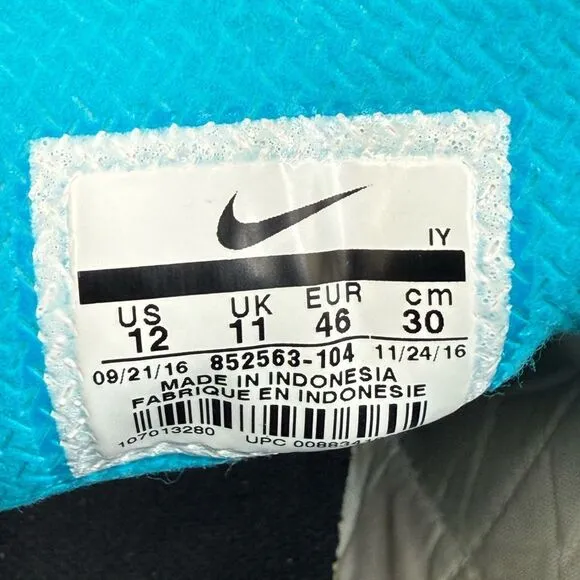 IY
US UK EUR cm
12 11 46 30
09/21/16 852563-104 11/24/16
MADE IN INDONESIA
FABRIQUE EN INDONESIE
107013280 UPC